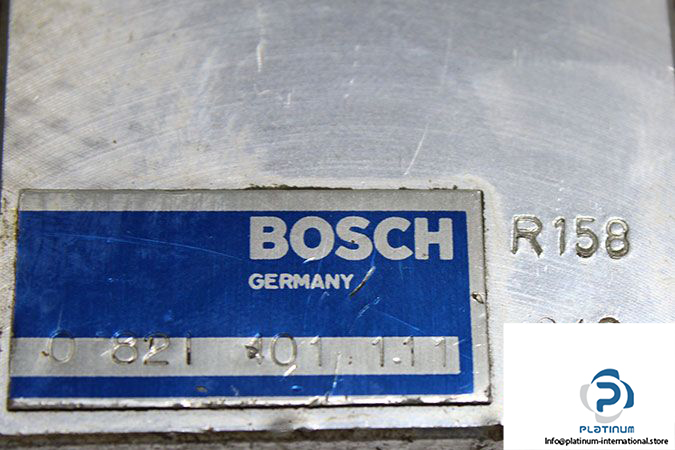 BOSCH
GERMANY
0 821 401 111
R158
PLATINUM
Info@platinum-international.store